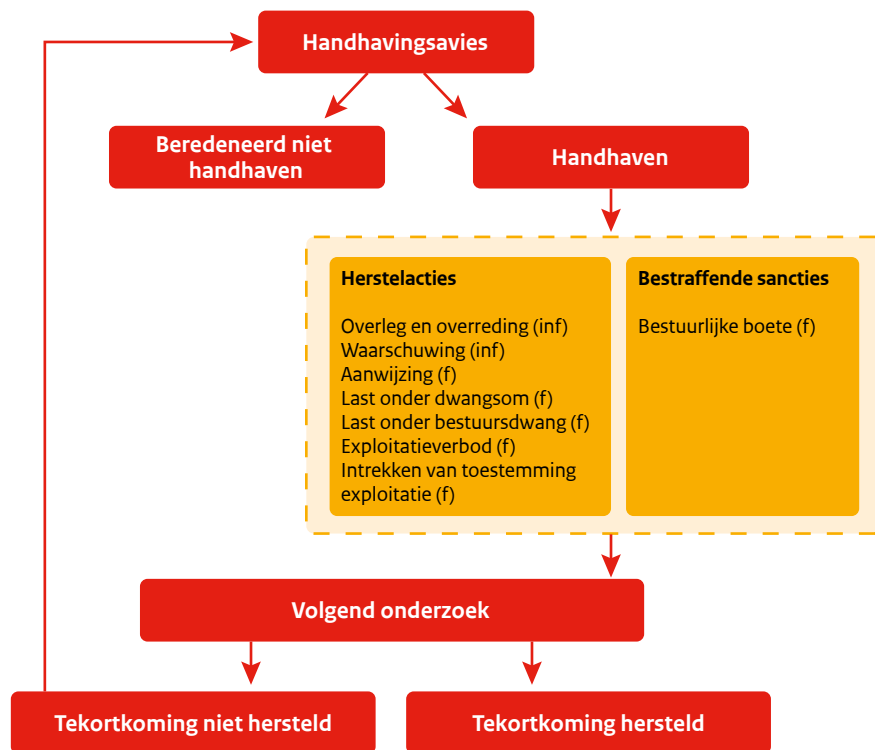 Handhavingsavies
Beredeneerd niet
handhaven
Handhaven
Herstelacties
Overleg en overreding (inf)
Waarschuwing (inf)
Aanwijzing (f)
Last onder dwangsom (f)
Last onder bestuursdwang (f)
Exploitatieverbod (f)
Intrekken van toestemming
exploitatie (f)
Bestraffende sancties
Bestuurlijke boete (f)
Volgend onderzoek
Tekortkoming niet hersteld
Tekortkoming hersteld